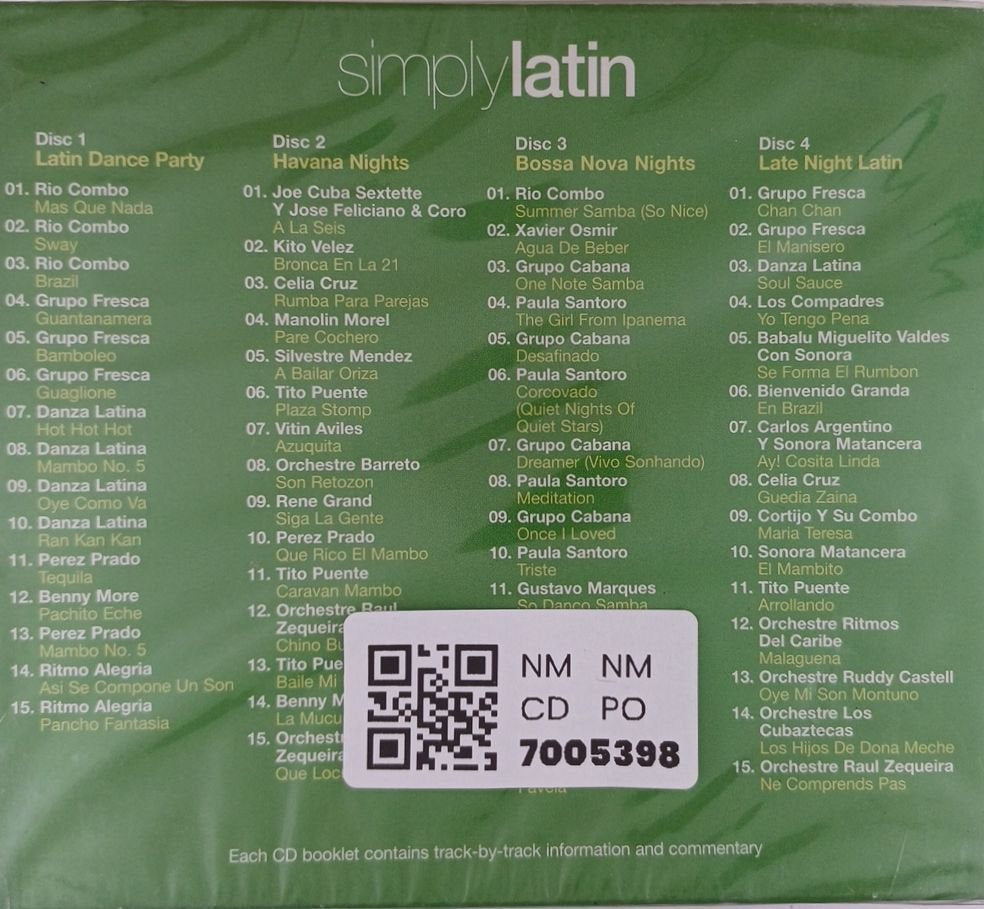 simplylatin
Disc 1
Latin Dance Party
01. Rio Combo
Mas Que Nada
02. Rio Combo
Sway
03. Rio Combo
Brazil
04. Grupo Fresca
Guantanamera
05. Grupo Fresca
Bamboleo
06. Grupo Fresca
Guaglione
07. Danza Latina
Hot Hot Hot
08. Danza Latina
Mambo No. 5
09. Danza Latina
Oye Como Va
10. Danza Latina
Ran Kan Kan
11. Perez Prado
Tequila
12. Benny More
Pachito Eche
13. Perez Prado
Mambo No. 5
14. Ritmo Alegria
Asi Se Compone Un Son
15. Ritmo Alegria
Pancho Fantasia
Disc 2
Havana Nights
01. Joe Cuba Sextette
Y Jose Feliciano & Coro
A La Seis
02. Kito Velez
Bronca En La 21
03. Celia Cruz
Rumba Para Parejas
04. Manolin Morel
Pare Cochero
05. Silvestre Mendez
A Bailar Oriza
06. Tito Puente
Plaza Stomp
07. Vitin Aviles
Azuquita
08. Orchestre Barreto
Son Retozon
09. Rene Grand
Siga La Gente
10. Perez Prado
Que Rico El Mambo
11. Tito Puente
Caravan Mambo
12. Orchestre Raul
Zequeira
Chino
13. Tito
Baile Mi
14. Benny
La
15.
Zequeira
Que
Disc 3
Bossa Nova Nights
01. Rio Combo
Summer Samba (So Nice)
02. Xavier Osmir
Agua De Beber
03. Grupo Cabana
One Note Samba
04. Paula Santoro
The Girl From Ipanema
05. Grupo Cabana
Desafinado
06. Paula Santoro
Corcovado
(Quiet Nights Of
Quiet Stars)
07. Grupo Cabana
Dreamer (Vivo Sonhando)
08. Paula Santoro
Meditation
09. Grupo Cabana
Once I Loved
10. Paula Santoro
Triste
11. Gustavo Marques
So Danco Samba
Disc 4
Late Night Latin
01. Grupo Fresca
Chan Chan
02. Grupo Fresca
El Manisero
03. Danza Latina
Soul Sauce
04. Los Compadres
Yo Tengo Pena
05. Babalu Miguelito Valdes
Con Sonora
Se Forma El Rumbon
06. Bienvenido Granda
En Brazil
07. Carlos Argentino
Y Sonora Matancera
Ay! Cosita Linda
08. Celia Cruz
Guedia Zaina
09. Cortijo Y Su Combo
Maria Teresa
10. Sonora Matancera
El Mambito
11. Tito Puente
Arrollando
12. Orchestre Ritmos
Del Caribe
Malaguena
13. Orchestre Ruddy Castell
Oye Mi Son Montuno
14. Orchestre Los
Cubaztecas
Los Hijos De Dona Meche
15. Orchestre Raul Zequeira
Ne Comprends Pas
NM NM
CD PO
7005398
Each CD booklet contains track-by-track information and commentary